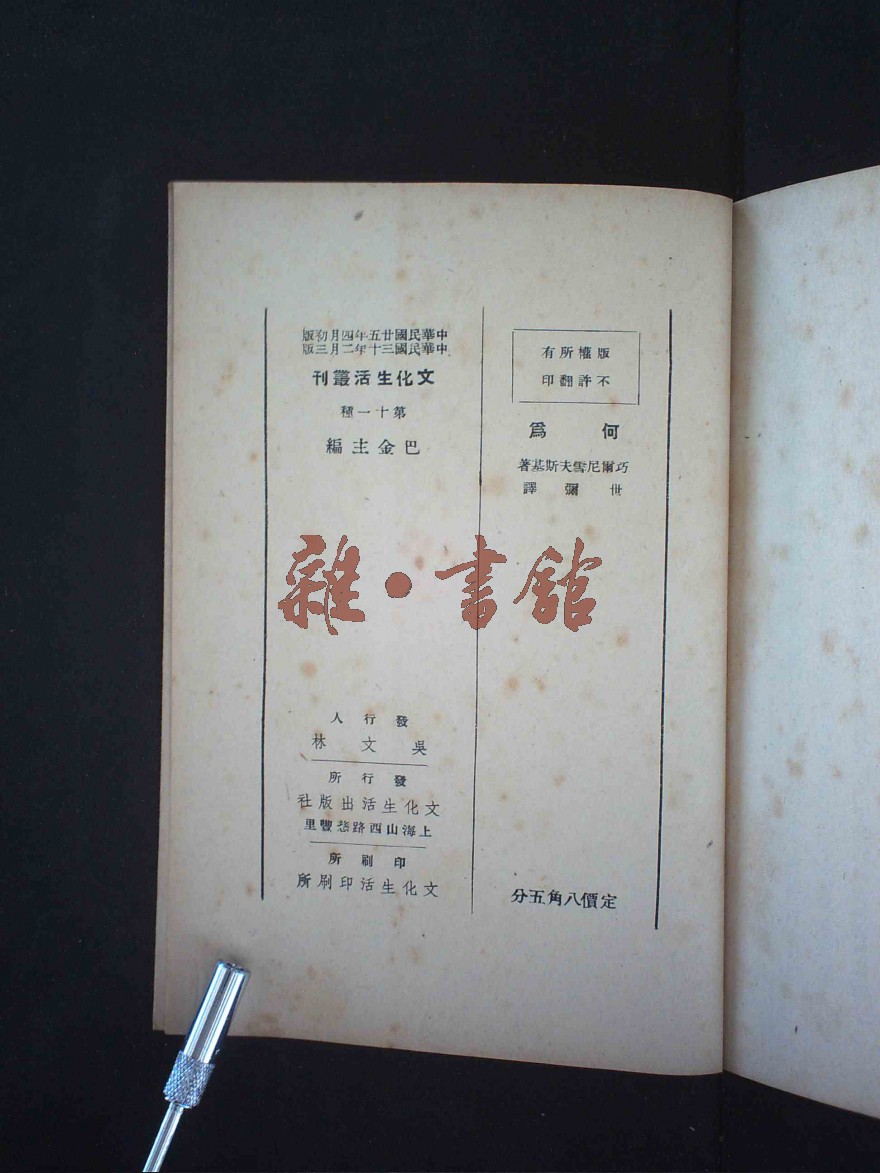 版權所有
不許翻印
何爲
巧爾尼雪夫斯基著
世彌譯
定價八角五分
中華民國廿五年四月初版
中華民國三十年二月三版
文化生活叢刊
第十一種
巴金主編
雜·書館
發行人
吳文林
發行所
文化生活出版社
上海山西路慈豐里
印刷所
文化生活印刷所